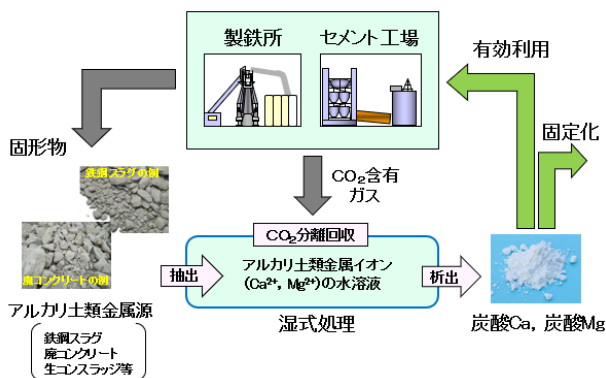 製鉄所
セメント工場
有効利用
固形物
固定化
CO₂含有
ガス
鉄鋼スラグの例
廃コンクリートの例
CO₂分離回収
抽出
アルカリ土類金属イオン
(Ca²⁺, Mg²⁺)の水溶液
析出
湿式処理
アルカリ土類金属源
炭酸Ca, 炭酸Mg
鉄鋼スラグ
廃コンクリート
生コンスラッジ等